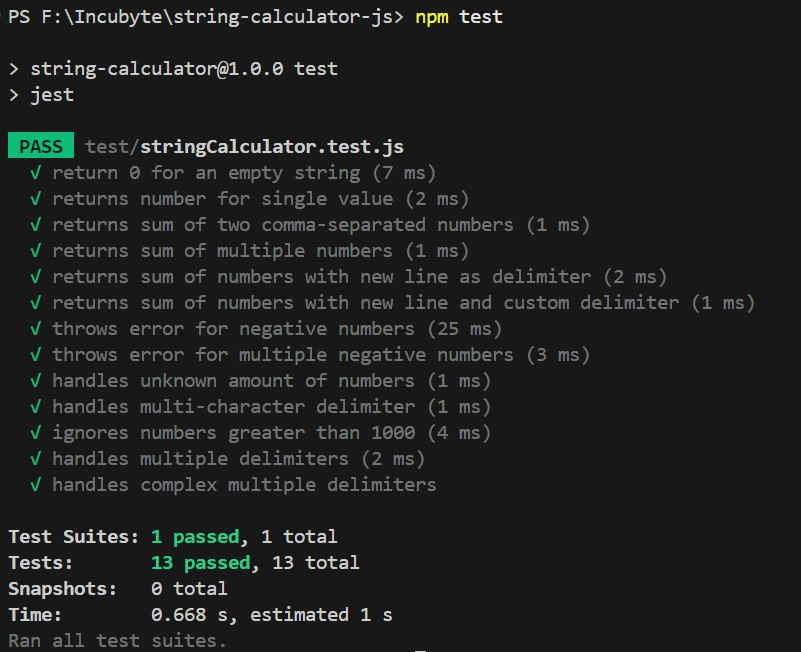 PS F:\Incubyte\string-calculator-js> npm test
> string-calculator@1.0.0 test
> jest
PASS test/stringCalculator.test.js
√ return 0 for an empty string (7 ms)
√ returns number for single value (2 ms)
√ returns sum of two comma-separated numbers (1 ms)
√ returns sum of multiple numbers (1 ms)
√ returns sum of numbers with new line as delimiter (2 ms)
√ returns sum of numbers with new line and custom delimiter (1 ms)
√ throws error for negative numbers (25 ms)
√ throws error for multiple negative numbers (3 ms)
√ handles unknown amount of numbers (1 ms)
√ handles multi-character delimiter (1 ms)
√ ignores numbers greater than 1000 (4 ms)
√ handles multiple delimiters (2 ms)
√ handles complex multiple delimiters
Test Suites: 1 passed, 1 total
Tests: 13 passed, 13 total
Snapshots: 0 total
Time: 0.668 s, estimated 1 s
Ran all test suites.